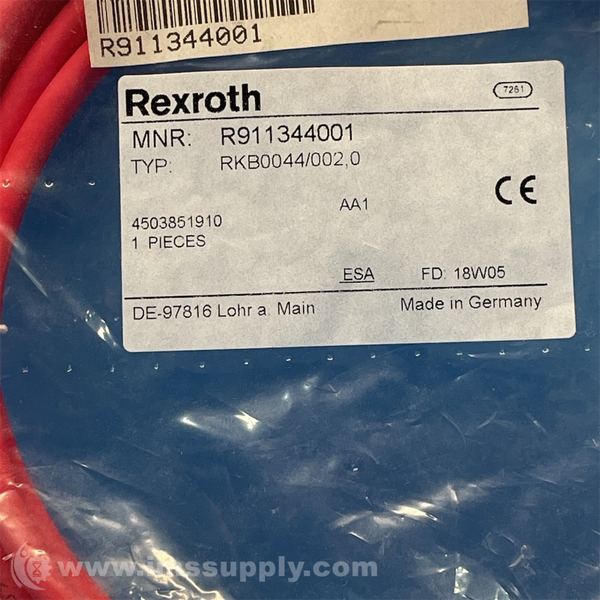 R911344001
Rexroth
7261
MNR: R911344001
TYP: RKB0044/002,0
AA1
CE
4503851910
1 PIECES
ESA FD: 18W05
DE-97816 Lohr a. Main Made in Germany
www.imssupply.com